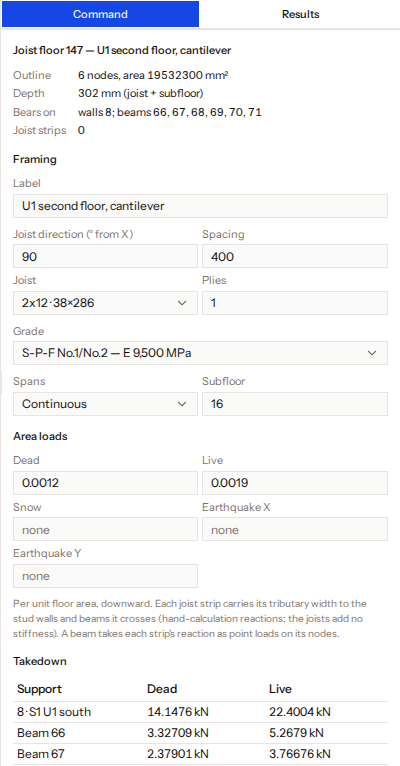 Command Results
Joist floor 147 — U1 second floor, cantilever
Outline 6 nodes, area 19532300 mm²
Depth 302 mm (joist + subfloor)
Bears on walls 8; beams 66, 67, 68, 69, 70, 71
Joist strips 0
Framing
Label
U1 second floor, cantilever
Joist direction (° from X) Spacing
90 400
Joist Plies
2x12 · 38×286 1
Grade
S-P-F No.1/No.2 — E 9,500 MPa
Spans Subfloor
Continuous 16
Area loads
Dead Live
0.0012 0.0019
Snow Earthquake X
none none
Earthquake Y
none
Per unit floor area, downward. Each joist strip carries its tributary width to the
stud walls and beams it crosses (hand-calculation reactions; the joists add no
stiffness). A beam takes each strip's reaction as point loads on its nodes.
Takedown
Support Dead Live
8 · S1 U1 south 14.1476 kN 22.4004 kN
Beam 66 3.32709 kN 5.2679 kN
Beam 67 2.37901 kN 3.76676 kN